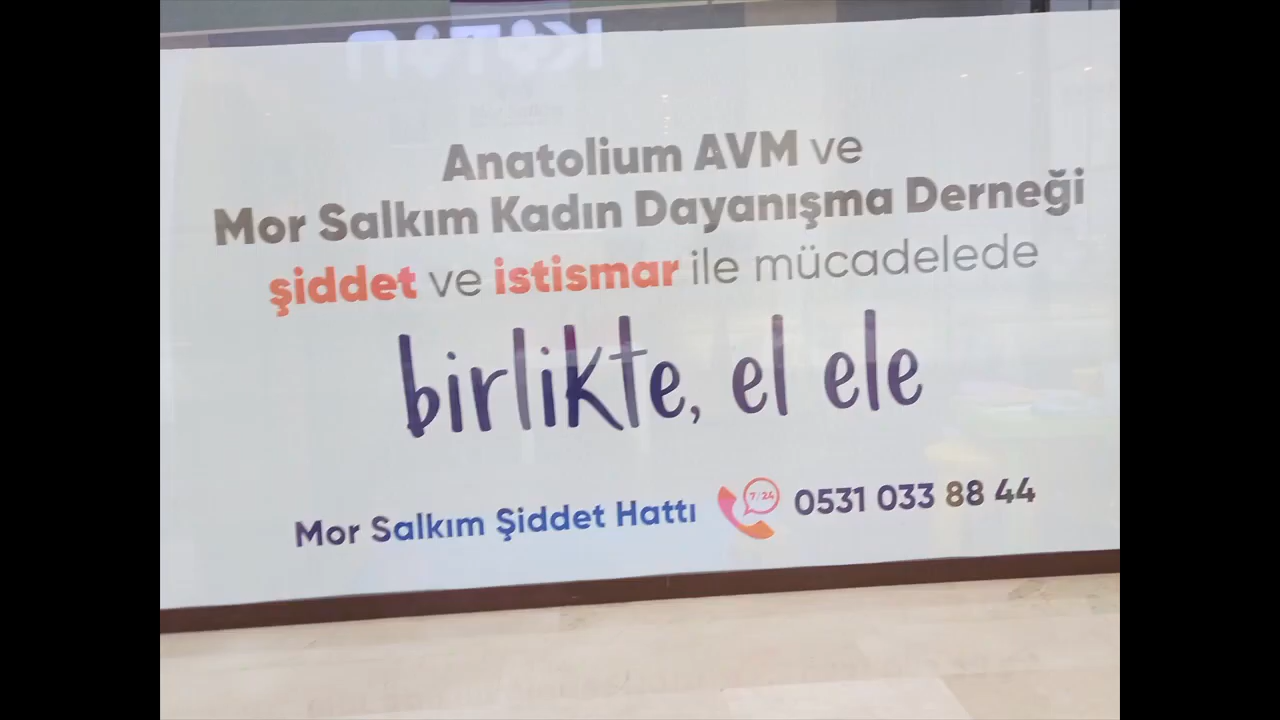 Anatolium AVM ve
Mor Salkım Kadın Dayanışma Derneği
şiddet ve istismar ile mücadelede
birlikte, el ele
Mor Salkım Şiddet Hattı 7/24 0531 033 88 44